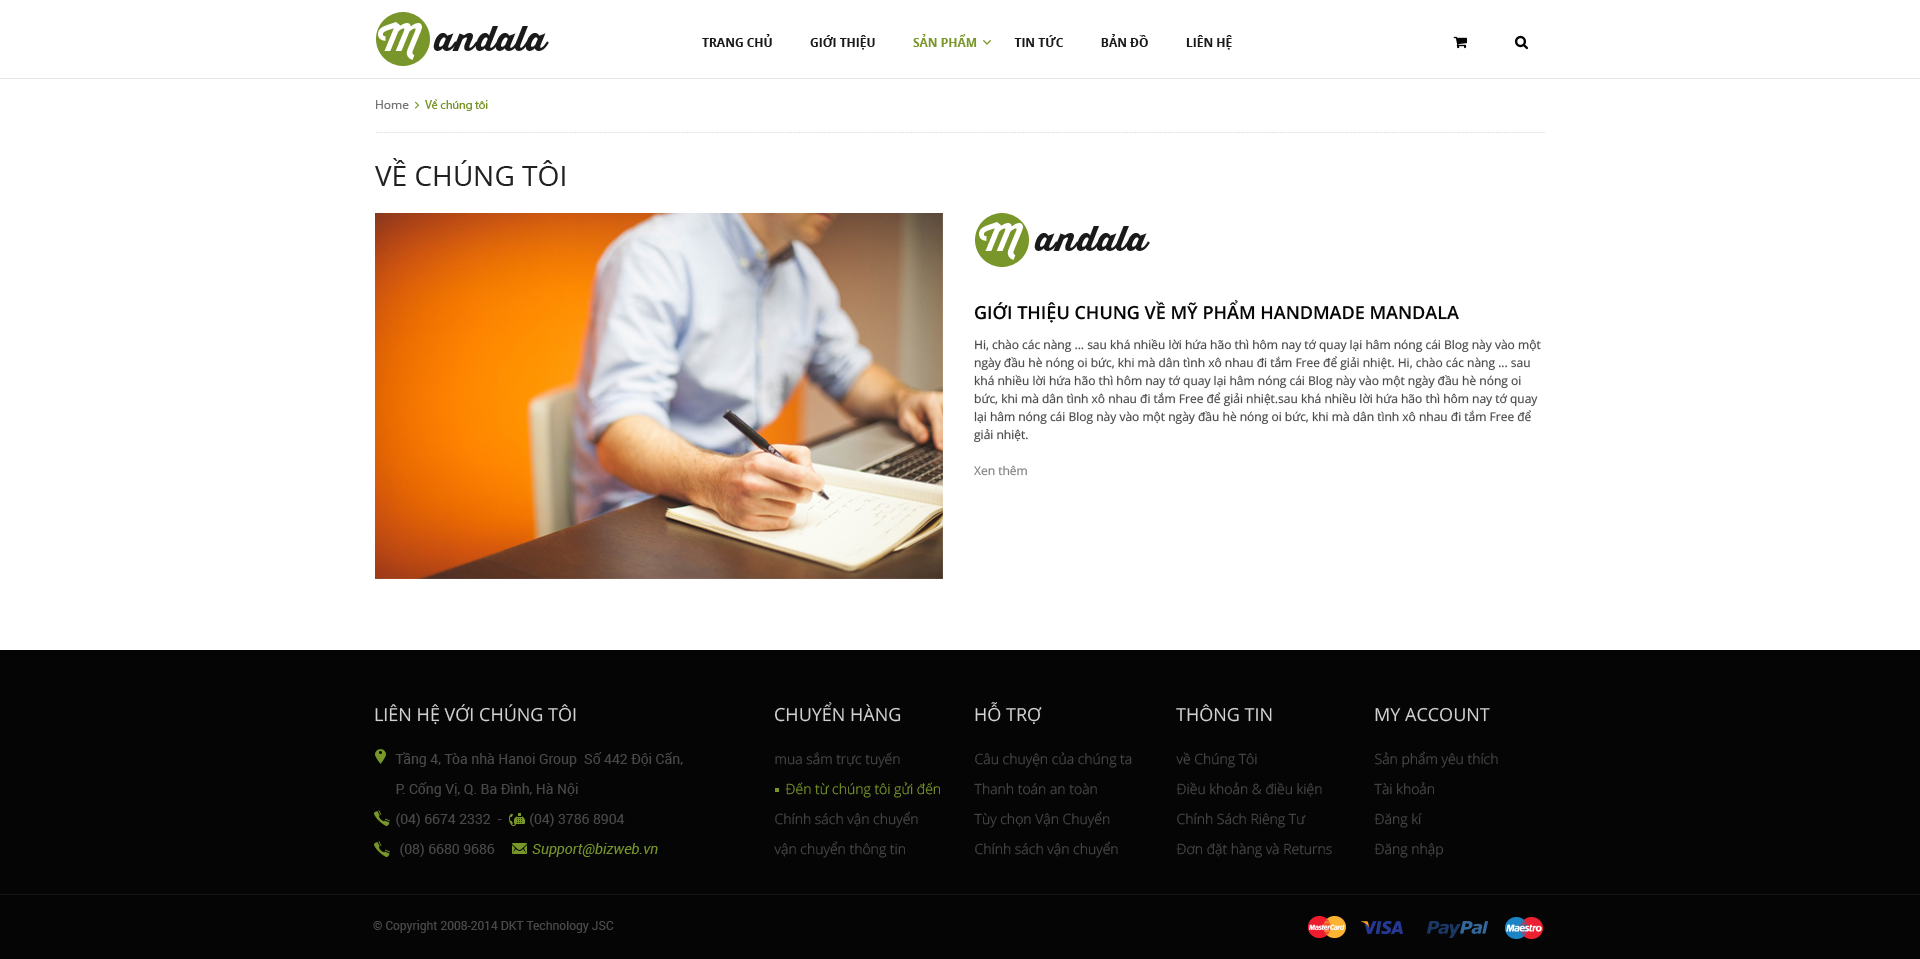 Mandala
TRANG CHỦ GIỚI THIỆU SẢN PHẨM TIN TỨC BẢN ĐỒ LIÊN HỆ
Home > Về chúng tôi
VỀ CHÚNG TÔI
Mandala
GIỚI THIỆU CHUNG VỀ MỸ PHẨM HANDMADE MANDALA
Hi, chào các nàng ... sau khá nhiều lời hứa hão thì hôm nay tớ quay lại hâm nóng cái Blog này vào một
ngày đầu hè nóng oi bức, khi mà dân tình xô nhau đi tắm Free để giải nhiệt. Hi, chào các nàng ... sau
khá nhiều lời hứa hão thì hôm nay tớ quay lại hâm nóng cái Blog này vào một ngày đầu hè nóng oi
bức, khi mà dân tình xô nhau đi tắm Free để giải nhiệt.sau khá nhiều lời hứa hão thì hôm nay tớ quay
lại hâm nóng cái Blog này vào một ngày đầu hè nóng oi bức, khi mà dân tình xô nhau đi tắm Free để
giải nhiệt.
Xen thêm
LIÊN HỆ VỚI CHÚNG TÔI
Tầng 4, Tòa nhà Hanoi Group Số 442 Đội Cấn,
P. Cống Vị, Q. Ba Đình, Hà Nội
(04) 6674 2332 - (04) 3786 8904
(08) 6680 9686 Support@bizweb.vn
CHUYỂN HÀNG
mua sắm trực tuyến
Đến từ chúng tôi gửi đến
Chính sách vận chuyển
vận chuyển thông tin
HỖ TRỢ
Câu chuyện của chúng ta
Thanh toán an toàn
Tùy chọn Vận Chuyển
Chính sách vận chuyển
THÔNG TIN
về Chúng Tôi
Điều khoản & điều kiện
Chính Sách Riêng Tư
Đơn đặt hàng và Returns
MY ACCOUNT
Sản phẩm yêu thích
Tài khoản
Đăng kí
Đăng nhập
© Copyright 2008-2014 DKT Technology JSC
MasterCard VISA PayPal Maestro